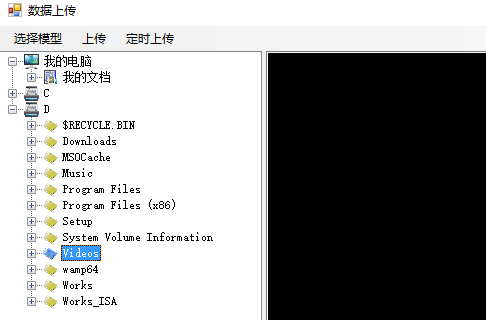 数据上传
选择模型 上传 定时上传
我的电脑
我的文档
C
D
$RECYCLE.BIN
Downloads
MSOCache
Music
Program Files
Program Files (x86)
Setup
System Volume Information
Videos
wamp64
Works
Works_ISA